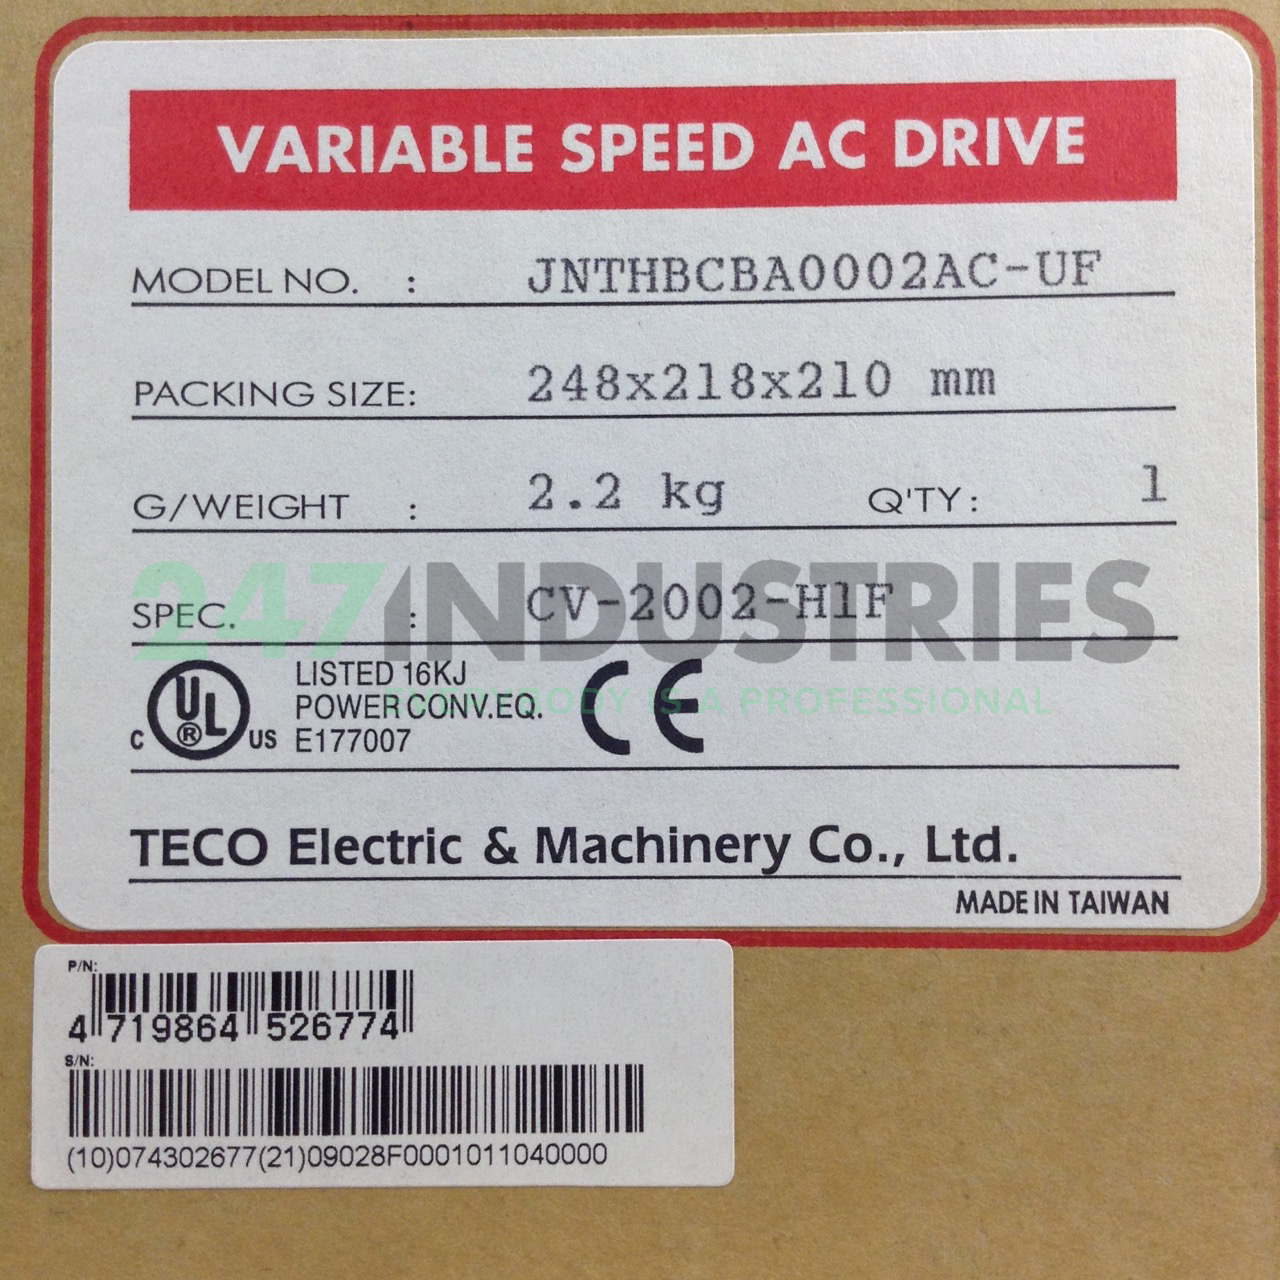 VARIABLE SPEED AC DRIVE
MODEL NO. : JNTHBCBA0002AC-UF
PACKING SIZE: 248x218x210 mm
G/WEIGHT : 2.2 kg Q'TY: 1
SPEC. : CV-2002-H1F
247INDUSTRIES
EVERYBODY IS A PROFESSIONAL
C UL ® US
LISTED 16KJ
POWER CONV.EQ.
E177007
CE
TECO Electric & Machinery Co., Ltd.
MADE IN TAIWAN
P/N:
4 719864 526774
S/N:
(10)074302677(21)09028F0001011040000